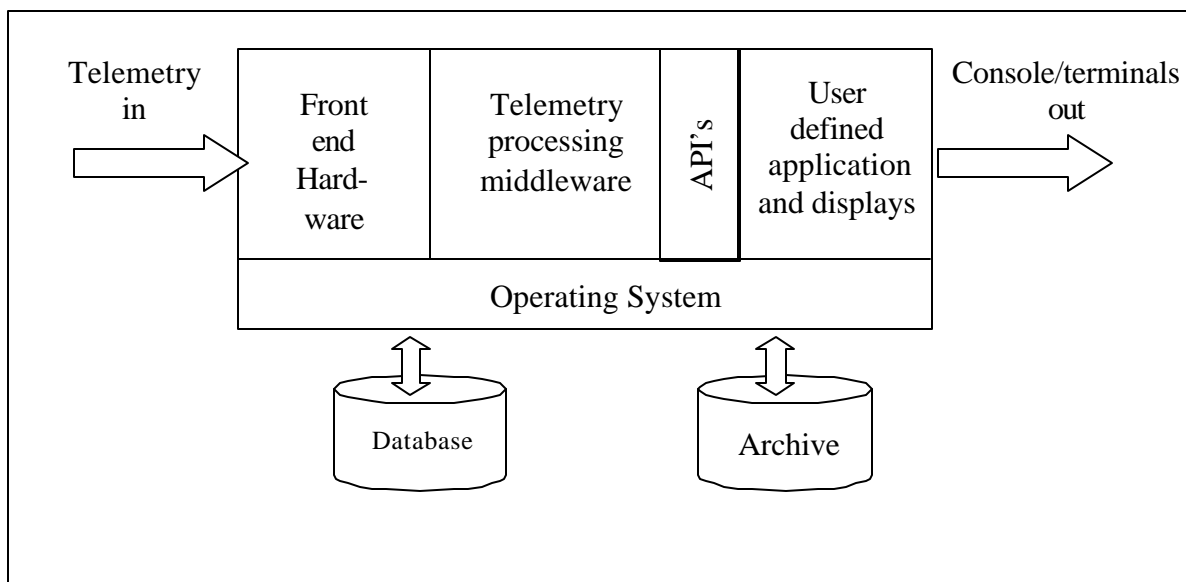 Telemetry
in
Front
end
Hard-
ware
Telemetry
processing
middleware
API's
User
defined
application
and displays
Console/terminals
out
Operating System
Database
Archive